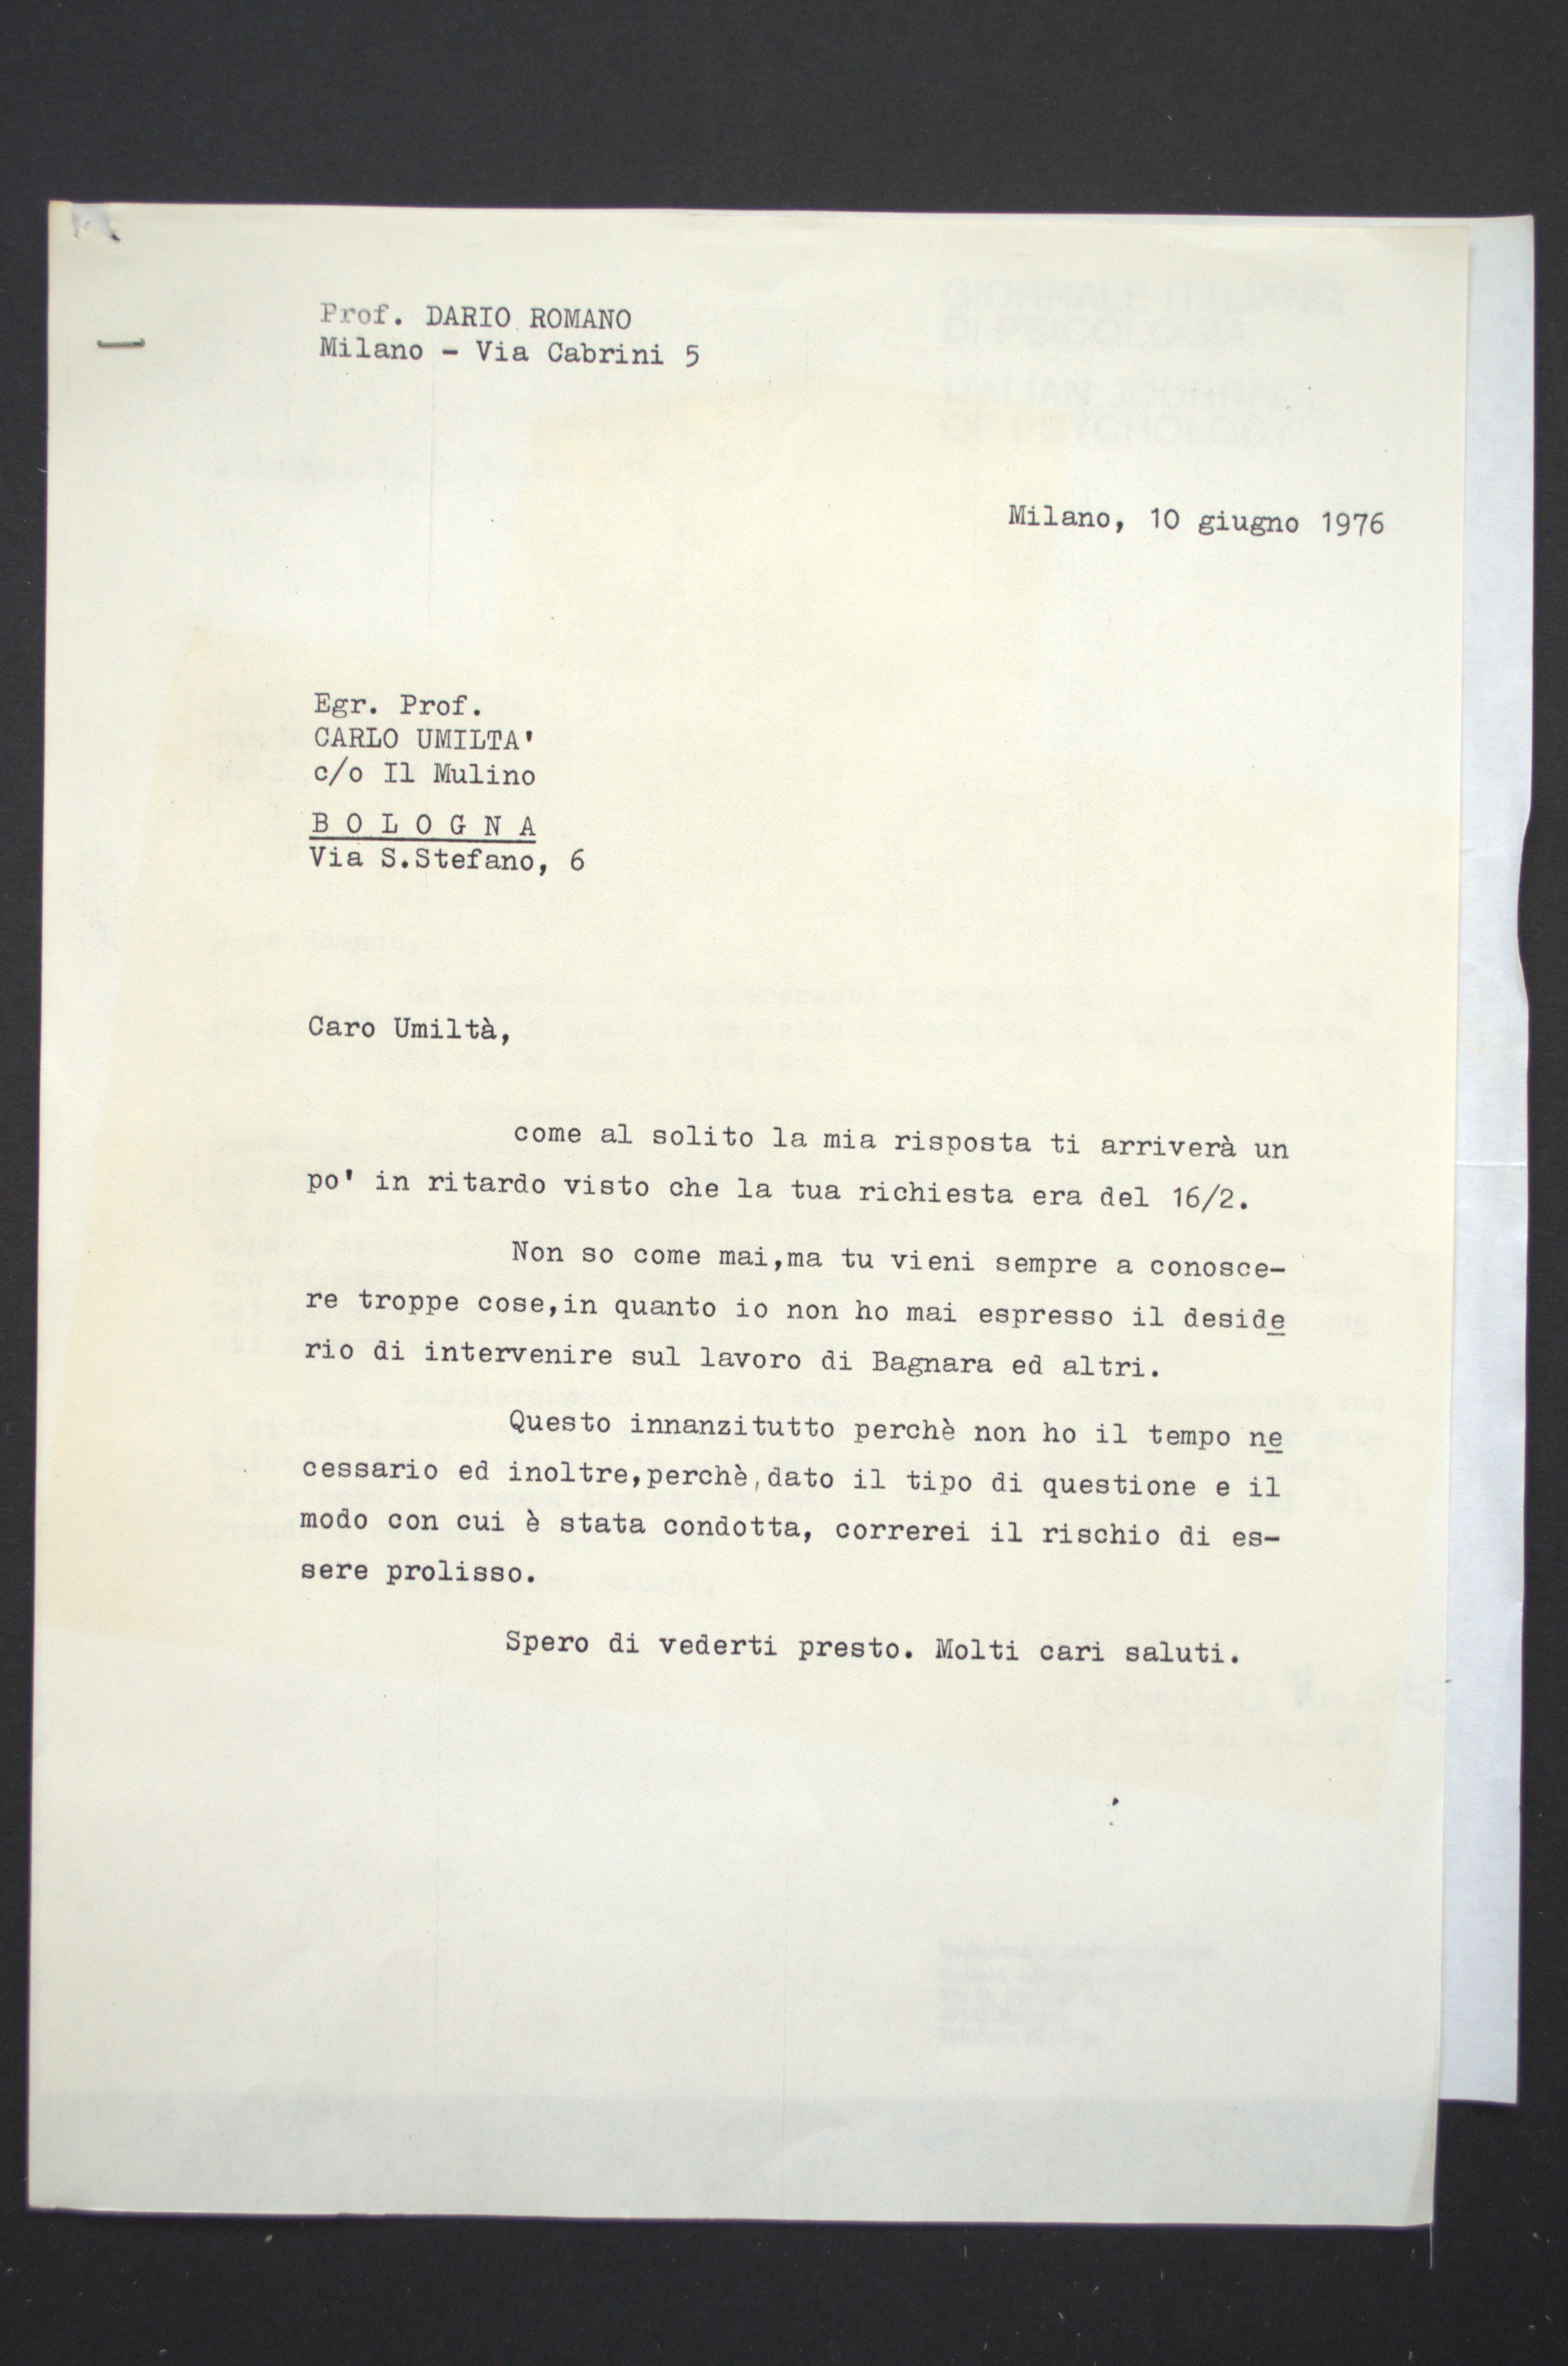 Prof. DARIO ROMANO
Milano - Via Cabrini 5
Milano, 10 giugno 1976
Egr. Prof.
CARLO UMILTA'
c/o Il Mulino
B O L O G N A
Via S.Stefano, 6
Caro Umiltà,
come al solito la mia risposta ti arriverà un
po' in ritardo visto che la tua richiesta era del 16/2.
Non so come mai,ma tu vieni sempre a conosce-
re troppe cose,in quanto io non ho mai espresso il deside
rio di intervenire sul lavoro di Bagnara ed altri.
Questo innanzitutto perchè non ho il tempo ne
cessario ed inoltre,perchè,dato il tipo di questione e il
modo con cui è stata condotta, correrei il rischio di es-
sere prolisso.
Spero di vederti presto. Molti cari saluti.